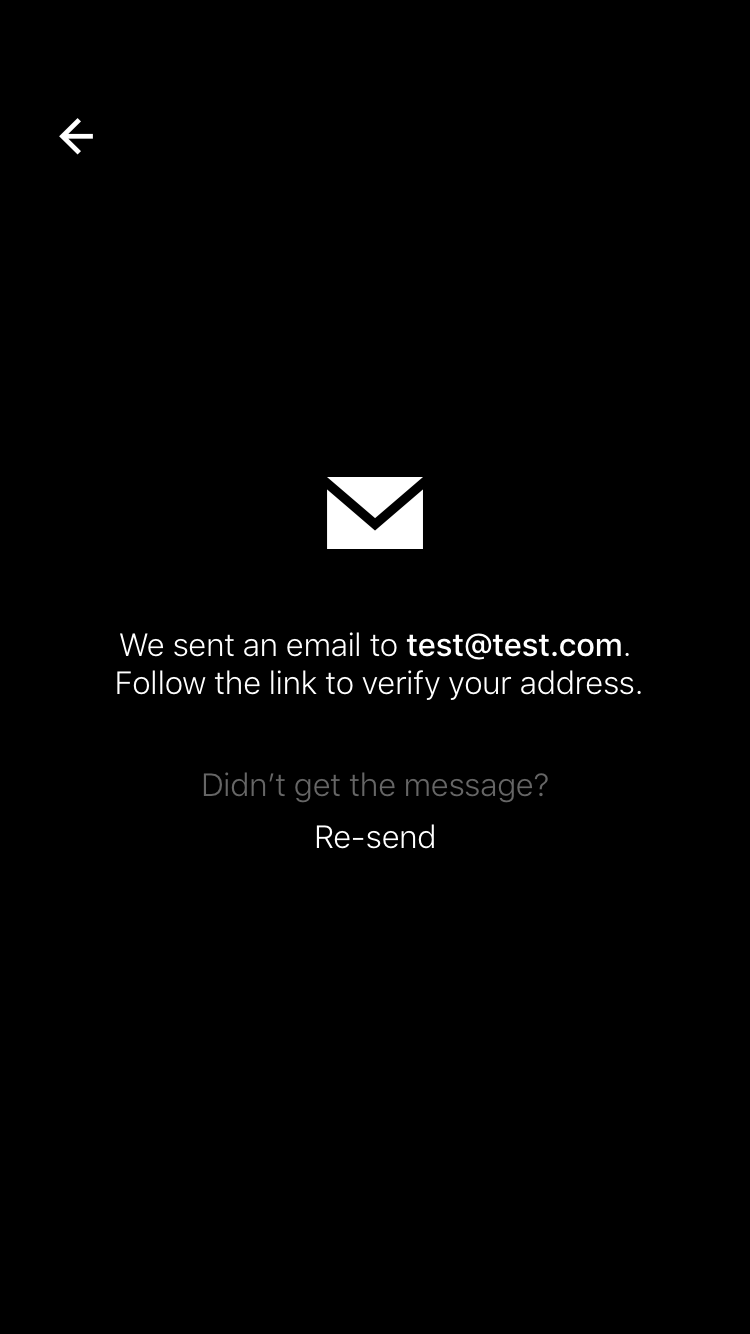 We sent an email to test@test.com.
Follow the link to verify your address.
Didn’t get the message?
Re-send